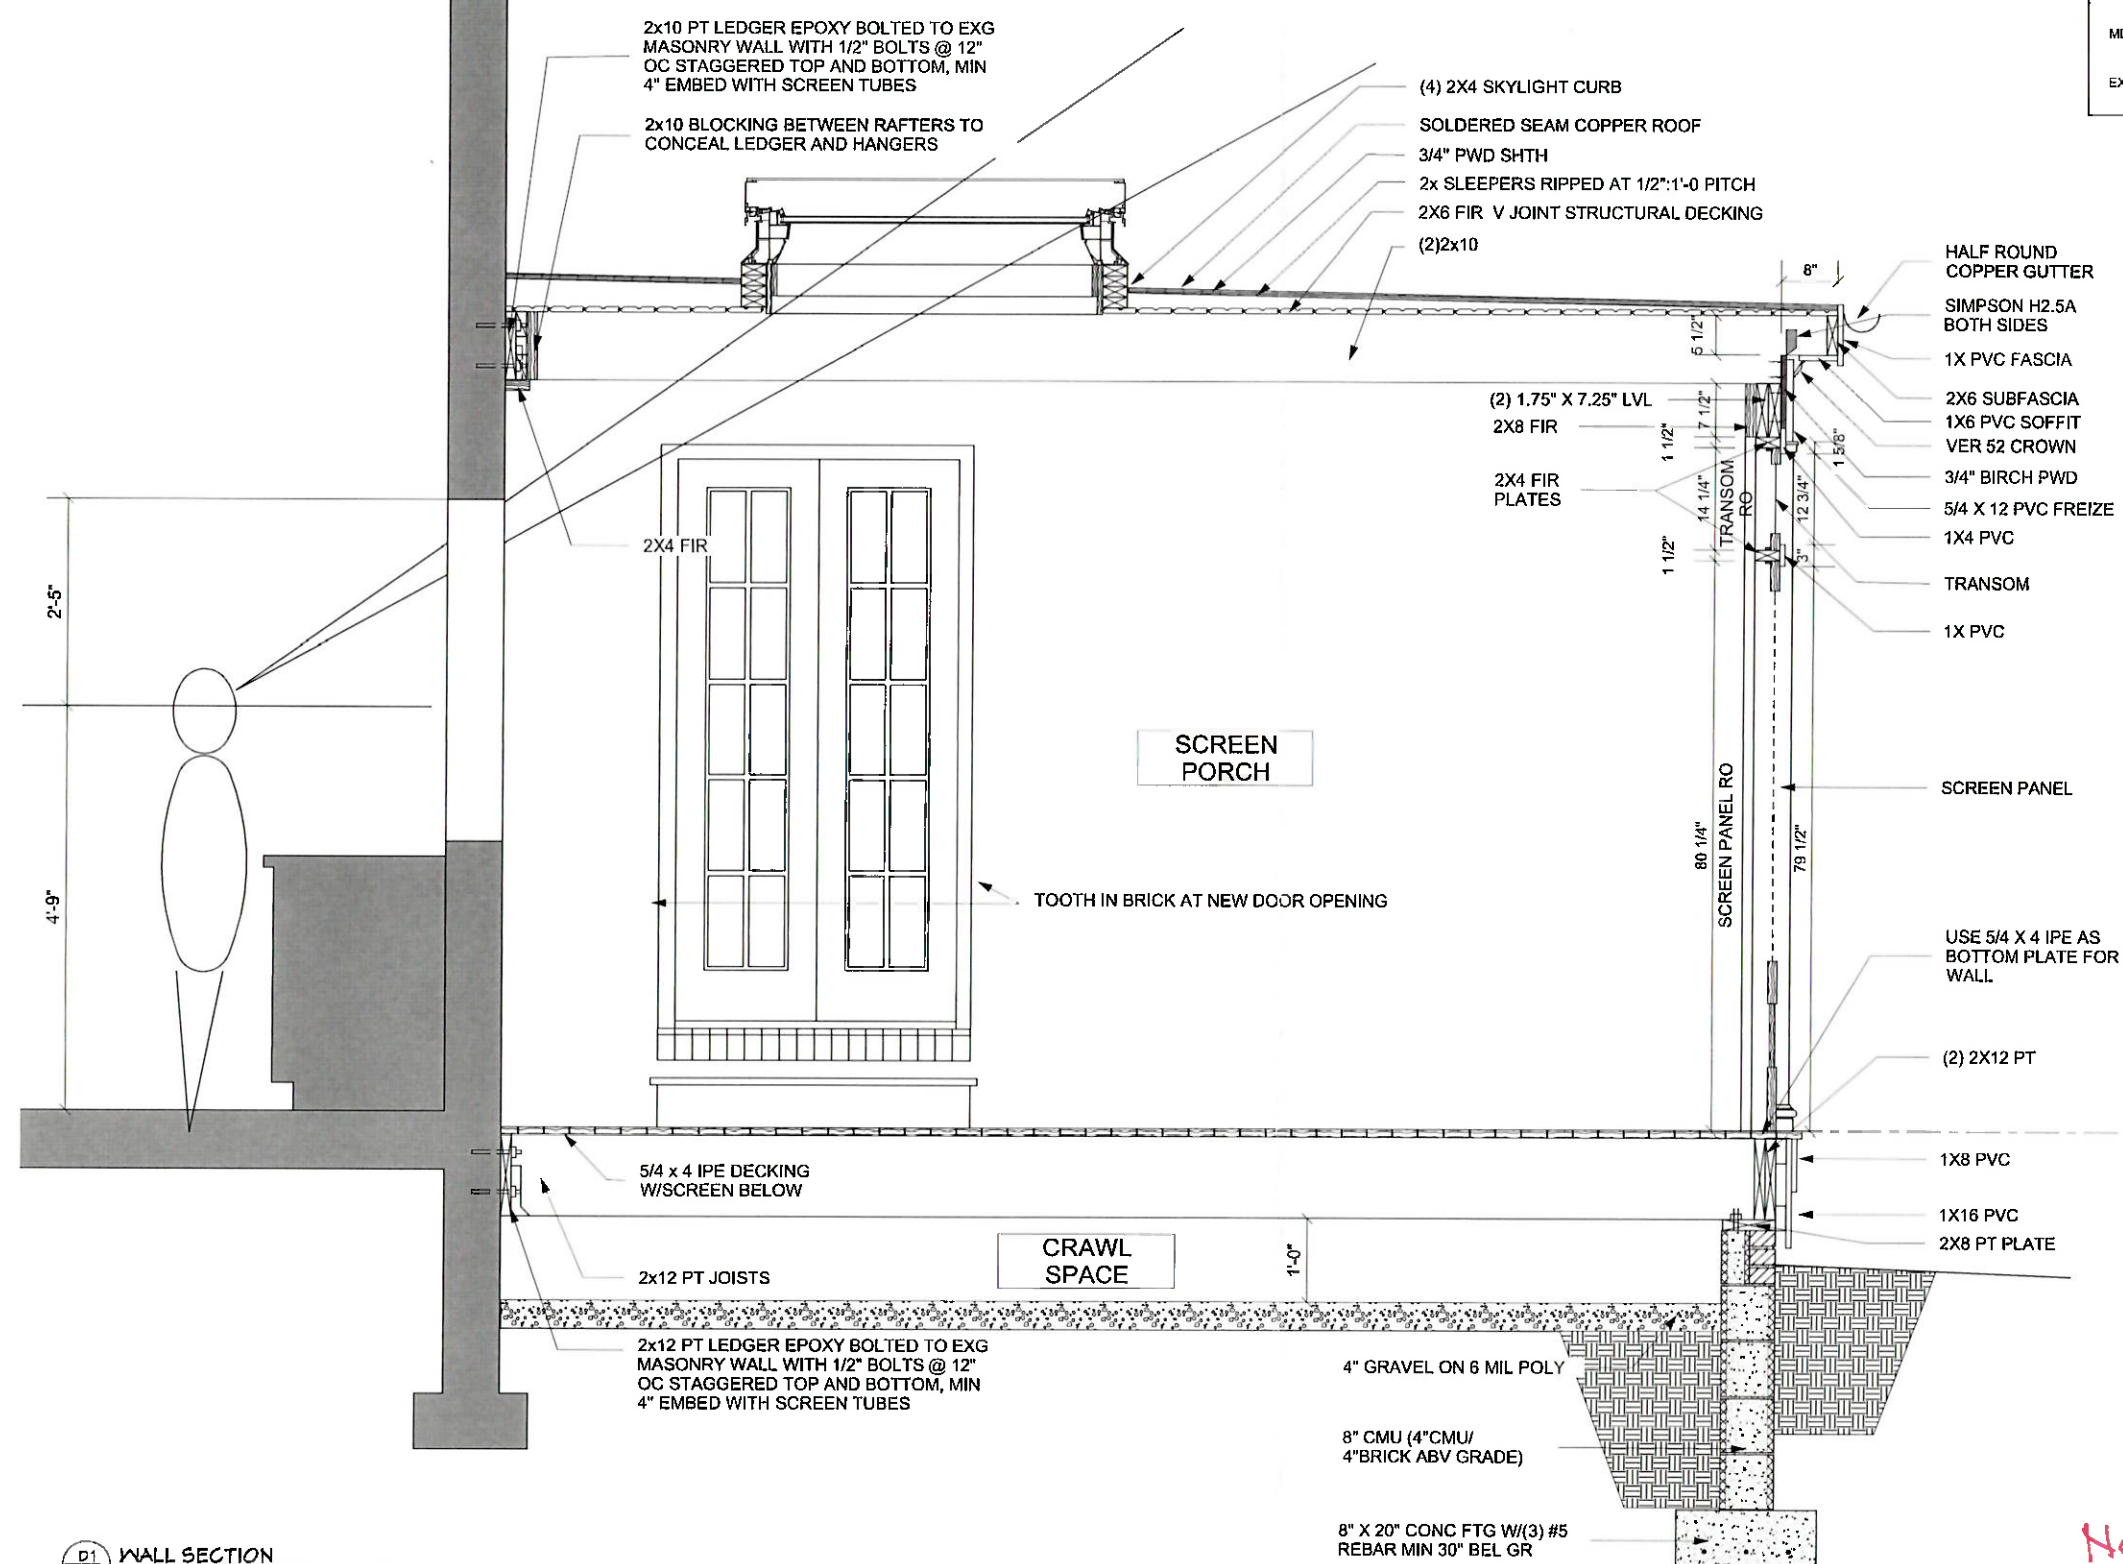 2x10 PT LEDGER EPOXY BOLTED TO EXG
MASONRY WALL WITH 1/2" BOLTS @ 12"
OC STAGGERED TOP AND BOTTOM, MIN
4" EMBED WITH SCREEN TUBES
2x10 BLOCKING BETWEEN RAFTERS TO
CONCEAL LEDGER AND HANGERS
(4) 2X4 SKYLIGHT CURB
SOLDERED SEAM COPPER ROOF
3/4" PWD SHTH
2x SLEEPERS RIPPED AT 1/2":1'-0 PITCH
2X6 FIR V JOINT STRUCTURAL DECKING
(2)2x10
8"
HALF ROUND
COPPER GUTTER
SIMPSON H2.5A
BOTH SIDES
1X PVC FASCIA
2X6 SUBFASCIA
1X6 PVC SOFFIT
VER 52 CROWN
3/4" BIRCH PWD
5/4 X 12 PVC FREIZE
1X4 PVC
TRANSOM
1X PVC
5 1/2"
(2) 1.75" X 7.25" LVL
2X8 FIR
2X4 FIR
PLATES
7 1/2"
1 1/2"
14 1/4"
TRANSOM
RO
1 1/2"
1 5/8"
12 3/4"
3"
2X4 FIR
2'-5"
4'-9"
SCREEN
PORCH
SCREEN PANEL
80 1/4"
SCREEN PANEL RO
79 1/2"
TOOTH IN BRICK AT NEW DOOR OPENING
USE 5/4 X 4 IPE AS
BOTTOM PLATE FOR
WALL
(2) 2X12 PT
1X8 PVC
1X16 PVC
2X8 PT PLATE
5/4 x 4 IPE DECKING
W/SCREEN BELOW
CRAWL
SPACE
1'-0"
2x12 PT JOISTS
2x12 PT LEDGER EPOXY BOLTED TO EXG
MASONRY WALL WITH 1/2" BOLTS @ 12"
OC STAGGERED TOP AND BOTTOM, MIN
4" EMBED WITH SCREEN TUBES
4" GRAVEL ON 6 MIL POLY
8" CMU (4"CMU/
4"BRICK ABV GRADE)
8" X 20" CONC FTG W/(3) #5
REBAR MIN 30" BEL GR
D1 WALL SECTION